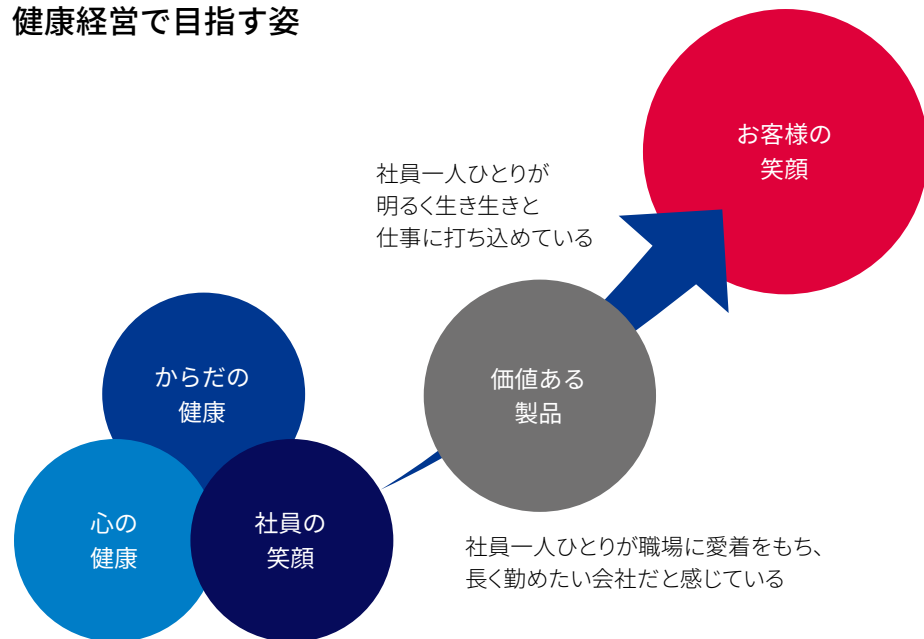 健康経営で目指す姿
お客様の
笑顔
社員一人ひとりが
明るく生き生きと
仕事に打ち込めている
からだの
健康
価値ある
製品
心の
健康
社員の
笑顔
社員一人ひとりが職場に愛着をもち、
長く勤めたい会社だと感じている